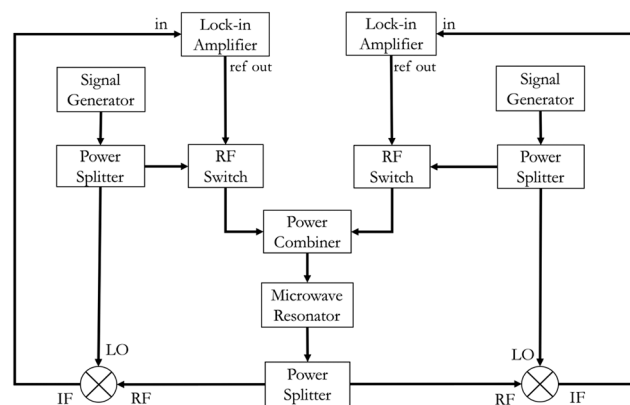 in
Lock-in
Amplifier
ref out
Lock-in
Amplifier
in
ref out
Signal
Generator
Signal
Generator
Power
Splitter
RF
Switch
RF
Switch
Power
Splitter
Power
Combiner
Microwave
Resonator
LO
LO
Power
Splitter
IF
RF
RF
IF